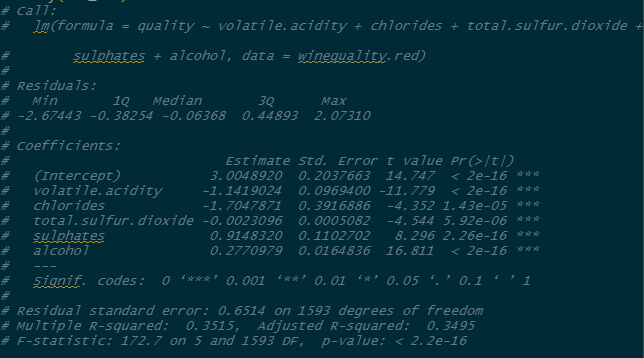 # Call:
#   lm(formula = quality ~ volatile.acidity + chlorides + total.sulfur.dioxide +
#        sulphates + alcohol, data = winequality.red)
#
# Residuals:
#   Min      1Q   Median      3Q      Max
# -2.67443 -0.38254 -0.06368  0.44893  2.07310
#
# Coefficients:
#                        Estimate Std. Error t value Pr(>|t|)
#   (Intercept)           3.0048920  0.2037663  14.747  < 2e-16 ***
#   volatile.acidity     -1.1419024  0.0969400 -11.779  < 2e-16 ***
#   chlorides            -1.7047871  0.3916886  -4.352 1.43e-05 ***
#   total.sulfur.dioxide -0.0023096  0.0005082  -4.544 5.92e-06 ***
#   sulphates             0.9148320  0.1102702   8.296 2.26e-16 ***
#   alcohol               0.2770979  0.0164836  16.811  < 2e-16 ***
#   ---
#   Signif. codes:  0 ‘***’ 0.001 ‘**’ 0.01 ‘*’ 0.05 ‘.’ 0.1 ‘ ’ 1
#
# Residual standard error: 0.6514 on 1593 degrees of freedom
# Multiple R-squared:  0.3515,  Adjusted R-squared:  0.3495
# F-statistic: 172.7 on 5 and 1593 DF,  p-value: < 2.2e-16